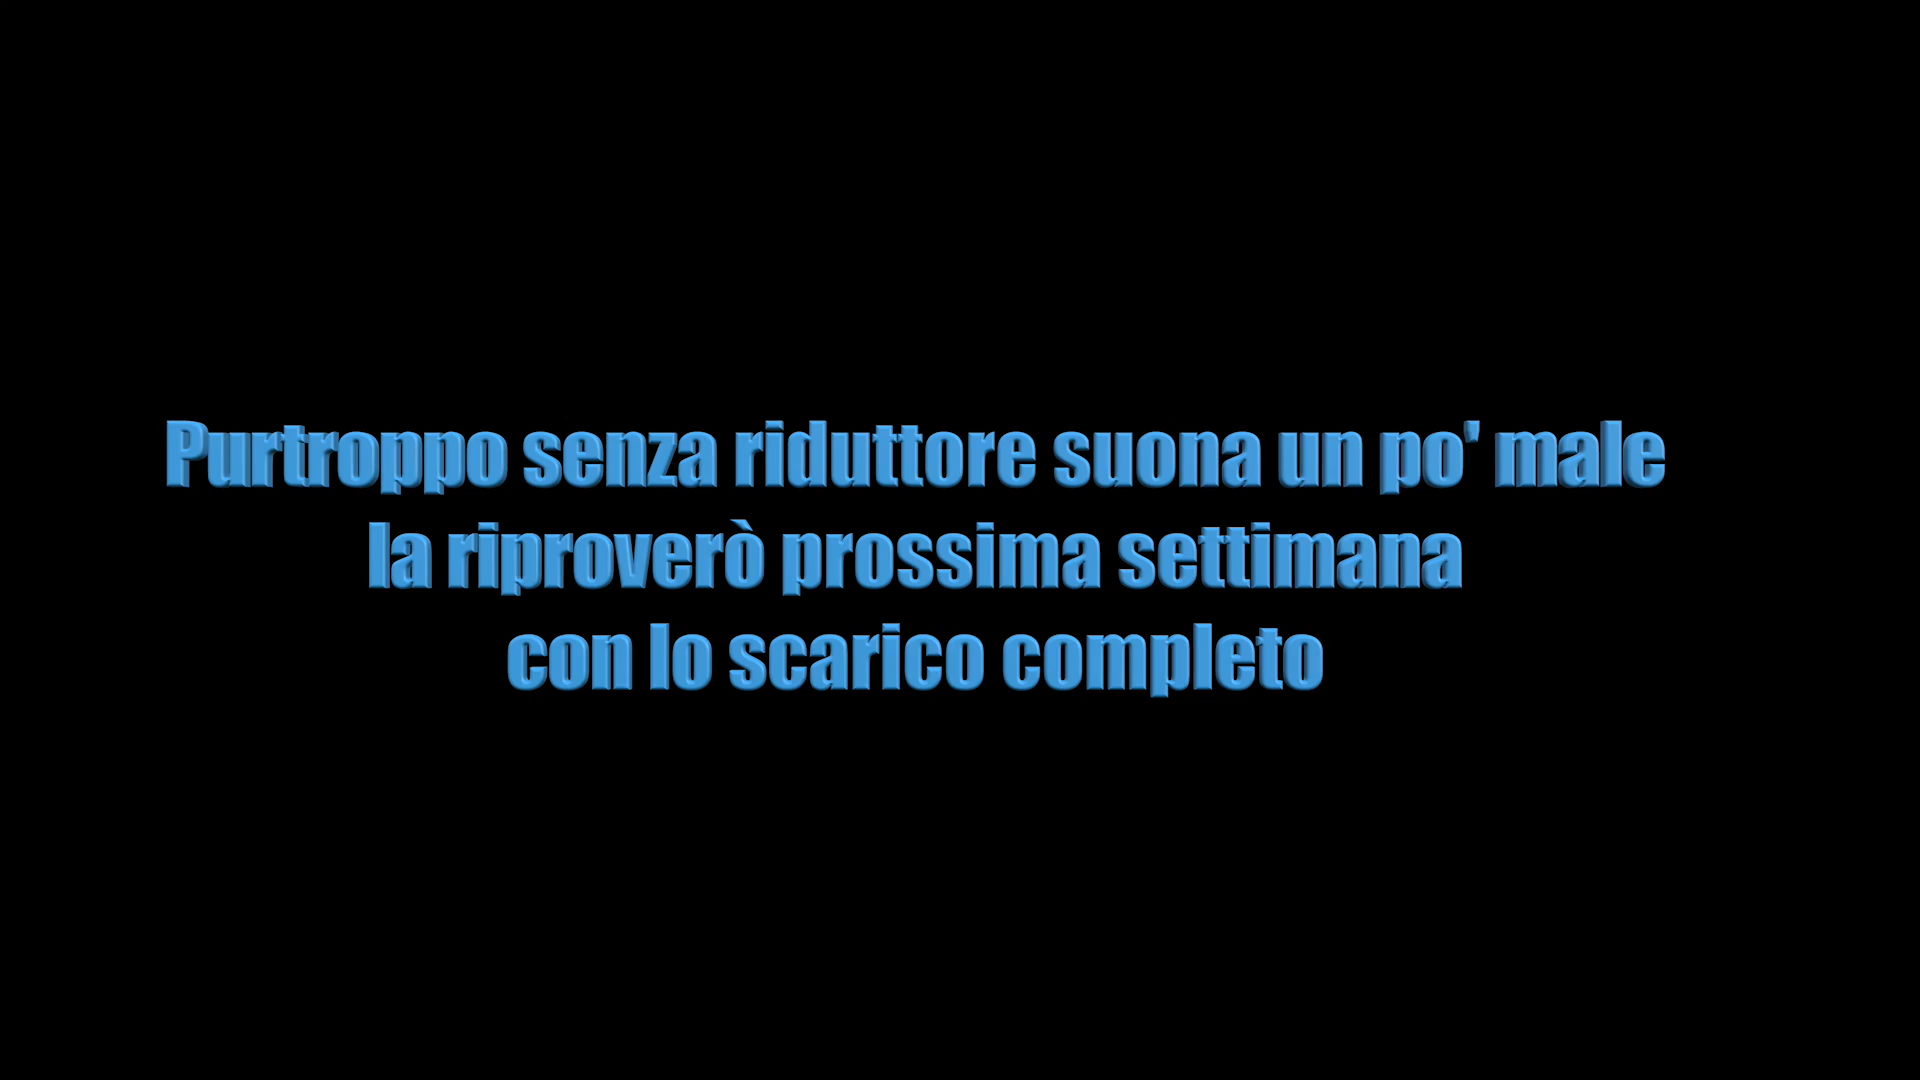 Purtroppo senza riduttore suona un po' male
la riproverò prossima settimana
con lo scarico completo